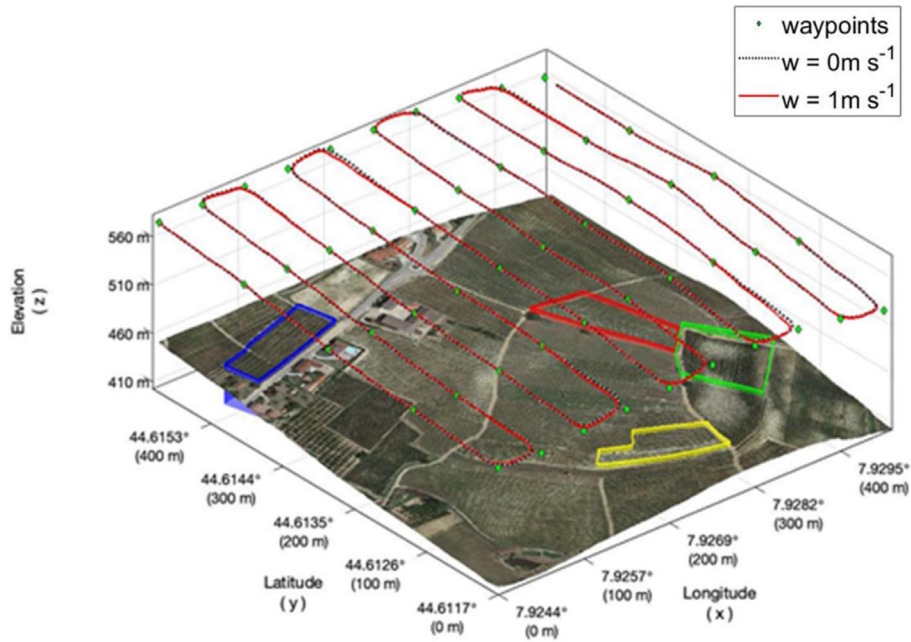 waypoints
w = 0m s⁻¹
w = 1m s⁻¹
560 m
510 m
460 m
410 m
Elevation
( z )
44.6153°
(400 m)
44.6144°
(300 m)
44.6135°
(200 m)
44.6126°
(100 m)
44.6117°
(0 m)
Latitude
( y )
7.9295°
(400 m)
7.9282°
(300 m)
7.9269°
(200 m)
7.9257°
(100 m)
7.9244°
(0 m)
Longitude
( x )